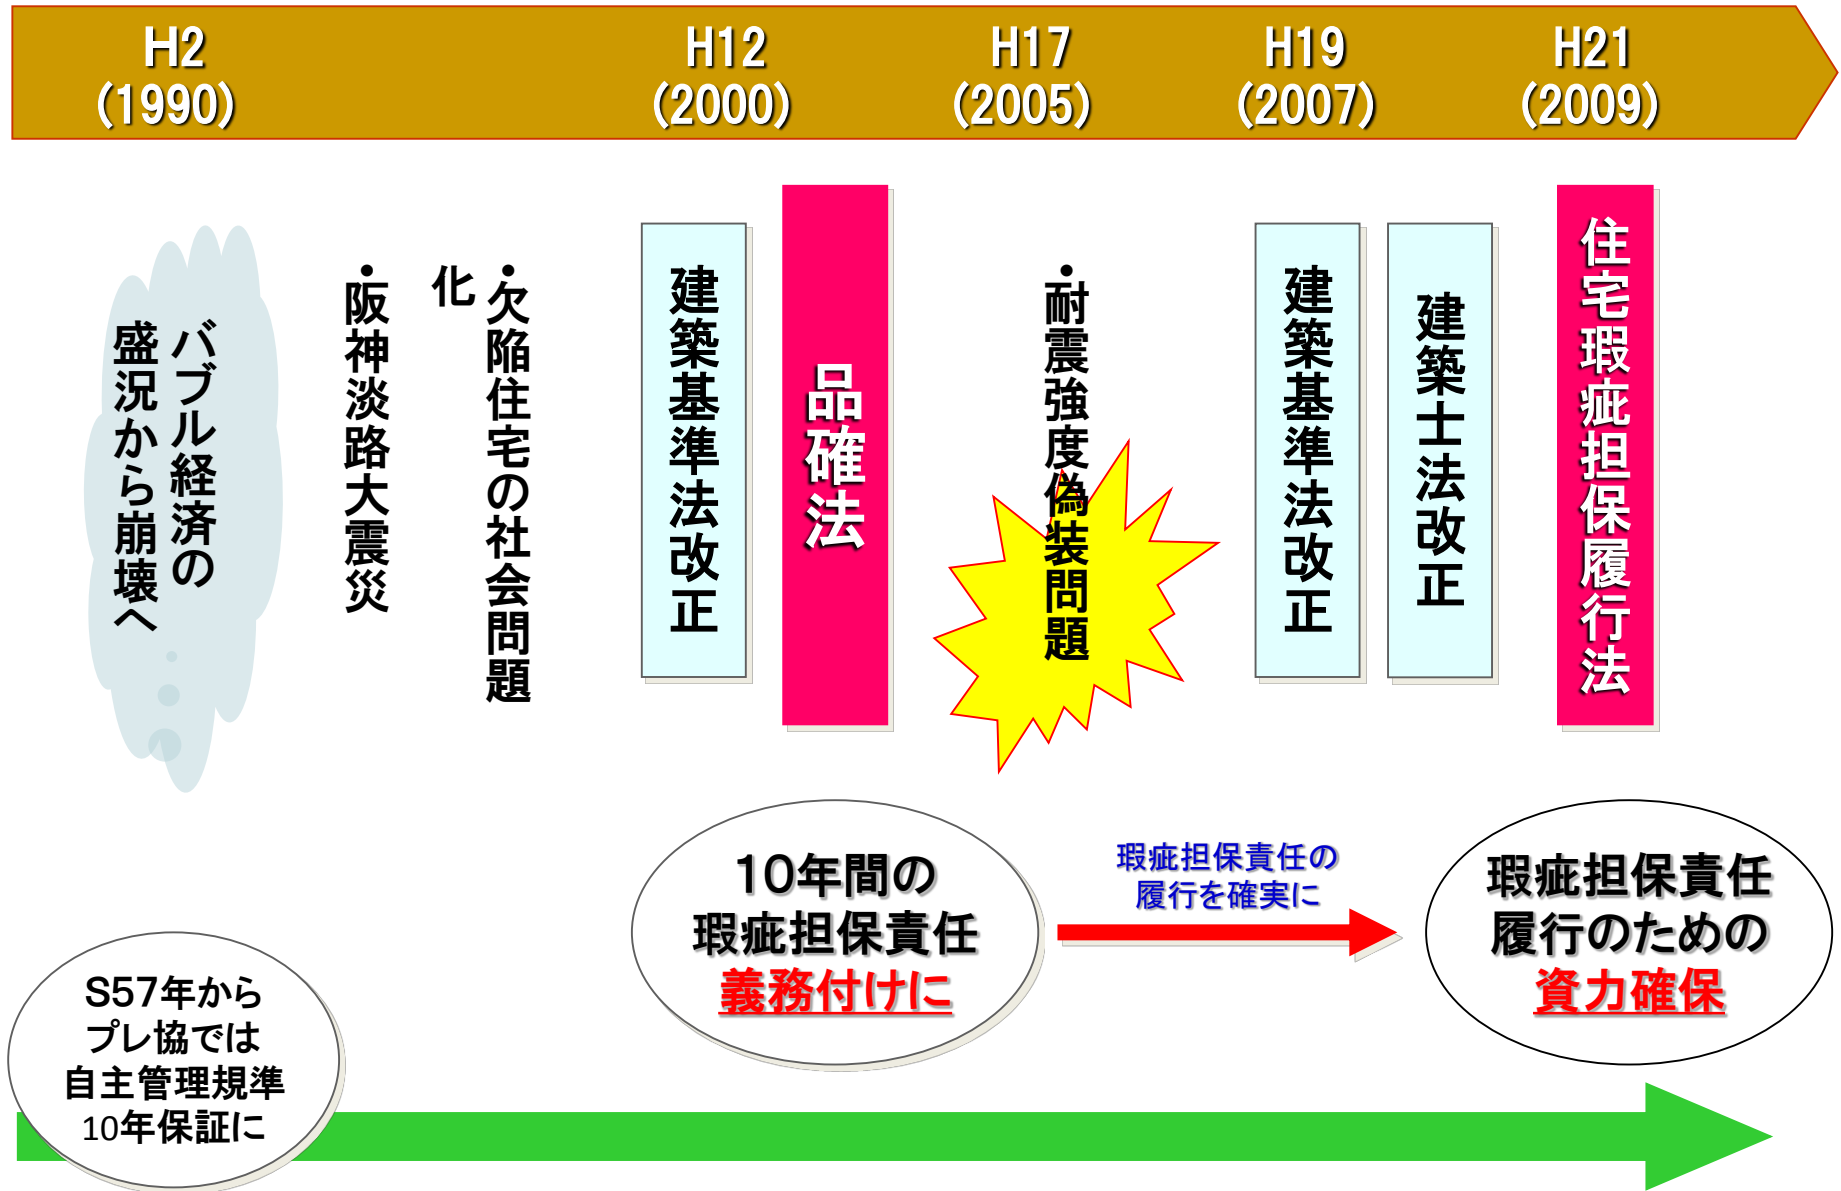 H2
(1990)
H12
(2000)
H17
(2005)
H19
(2007)
H21
(2009)
バブル経済の
盛況から崩壊へ
・阪神淡路大震災
・欠陥住宅の社会問題
化
建築基準法改正
品確法
・耐震強度偽装問題
建築基準法改正
建築士法改正
住宅瑕疵担保履行法
10年間の
瑕疵担保責任
義務付けに
瑕疵担保責任の
履行を確実に
瑕疵担保責任
履行のための
資力確保
S57年から
プレ協では
自主管理規準
10年保証に